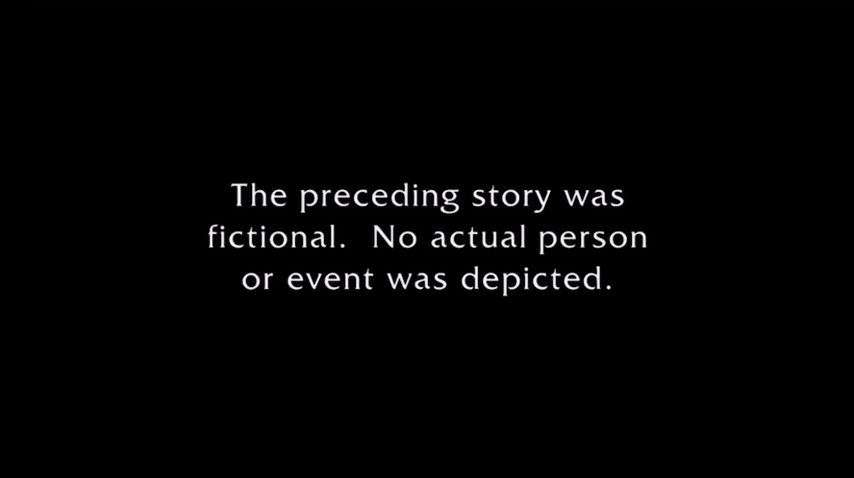 The preceding story was
fictional.  No actual person
or event was depicted.